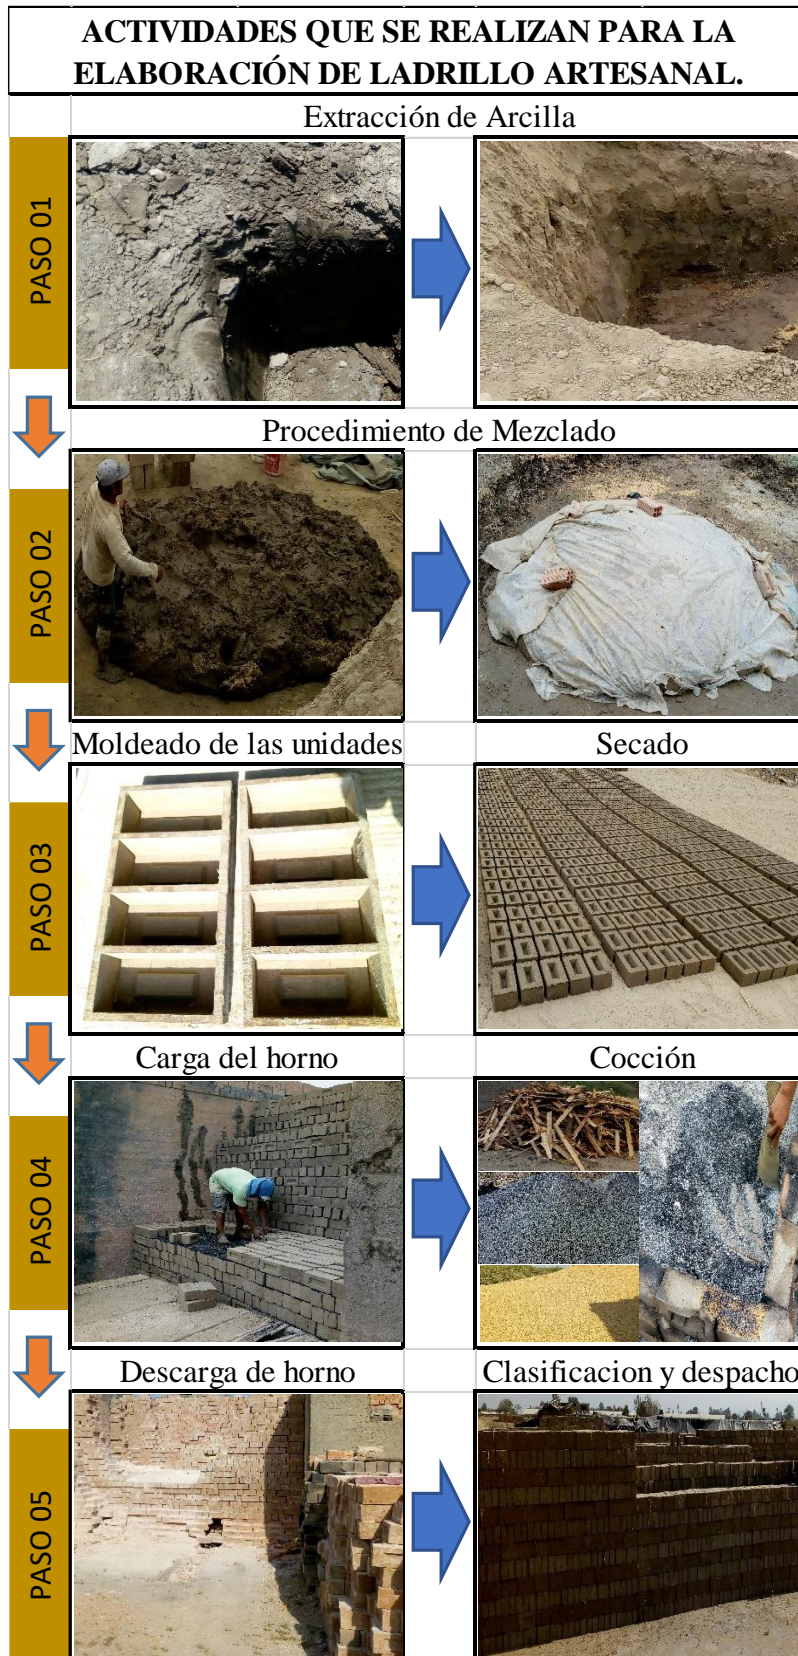 ACTIVIDADES QUE SE REALIZAN PARA LA
ELABORACIÓN DE LADRILLO ARTESANAL.
Extracción de Arcilla
PASO 01
Procedimiento de Mezclado
PASO 02
Moldeado de las unidades
Secado
PASO 03
Carga del horno
Cocción
PASO 04
Descarga de horno
Clasificacion y despacho
PASO 05